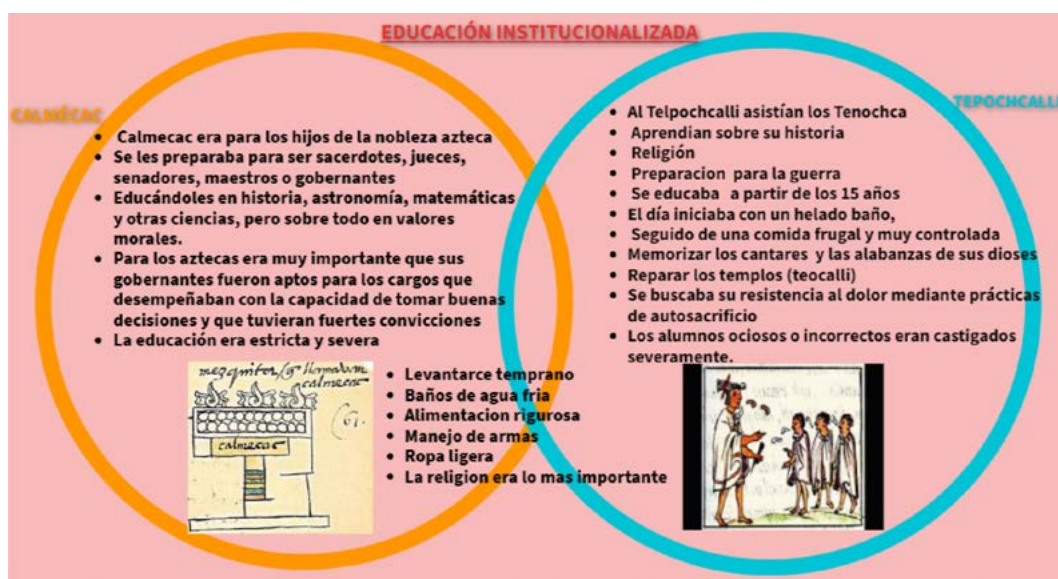 EDUCACIÓN INSTITUCIONALIZADA
CALMÉCAC
• Calmecac era para los hijos de la nobleza azteca
• Se les preparaba para ser sacerdotes, jueces,
senadores, maestros o gobernantes
• Educándoles en historia, astronomía, matemáticas
y otras ciencias, pero sobre todo en valores
morales.
• Para los aztecas era muy importante que sus
gobernantes fueron aptos para los cargos que
desempeñaban con la capacidad de tomar buenas
decisiones y que tuvieran fuertes convicciones
• La educación era estricta y severa
calmecac
calmecac
• Levantarce temprano
• Baños de agua fria
• Alimentacion rigurosa
• Manejo de armas
• Ropa ligera
• La religion era lo mas importante
TEPOCHCALLI
• Al Telpochcalli asistían los Tenochca
• Aprendian sobre su historia
• Religión
• Preparacion para la guerra
• Se educaba a partir de los 15 años
• El día iniciaba con un helado baño,
• Seguido de una comida frugal y muy controlada
• Memorizar los cantares y las alabanzas de sus dioses
• Reparar los templos (teocalli)
• Se buscaba su resistencia al dolor mediante prácticas
de autosacrificio
• Los alumnos ociosos o incorrectos eran castigados
severamente.